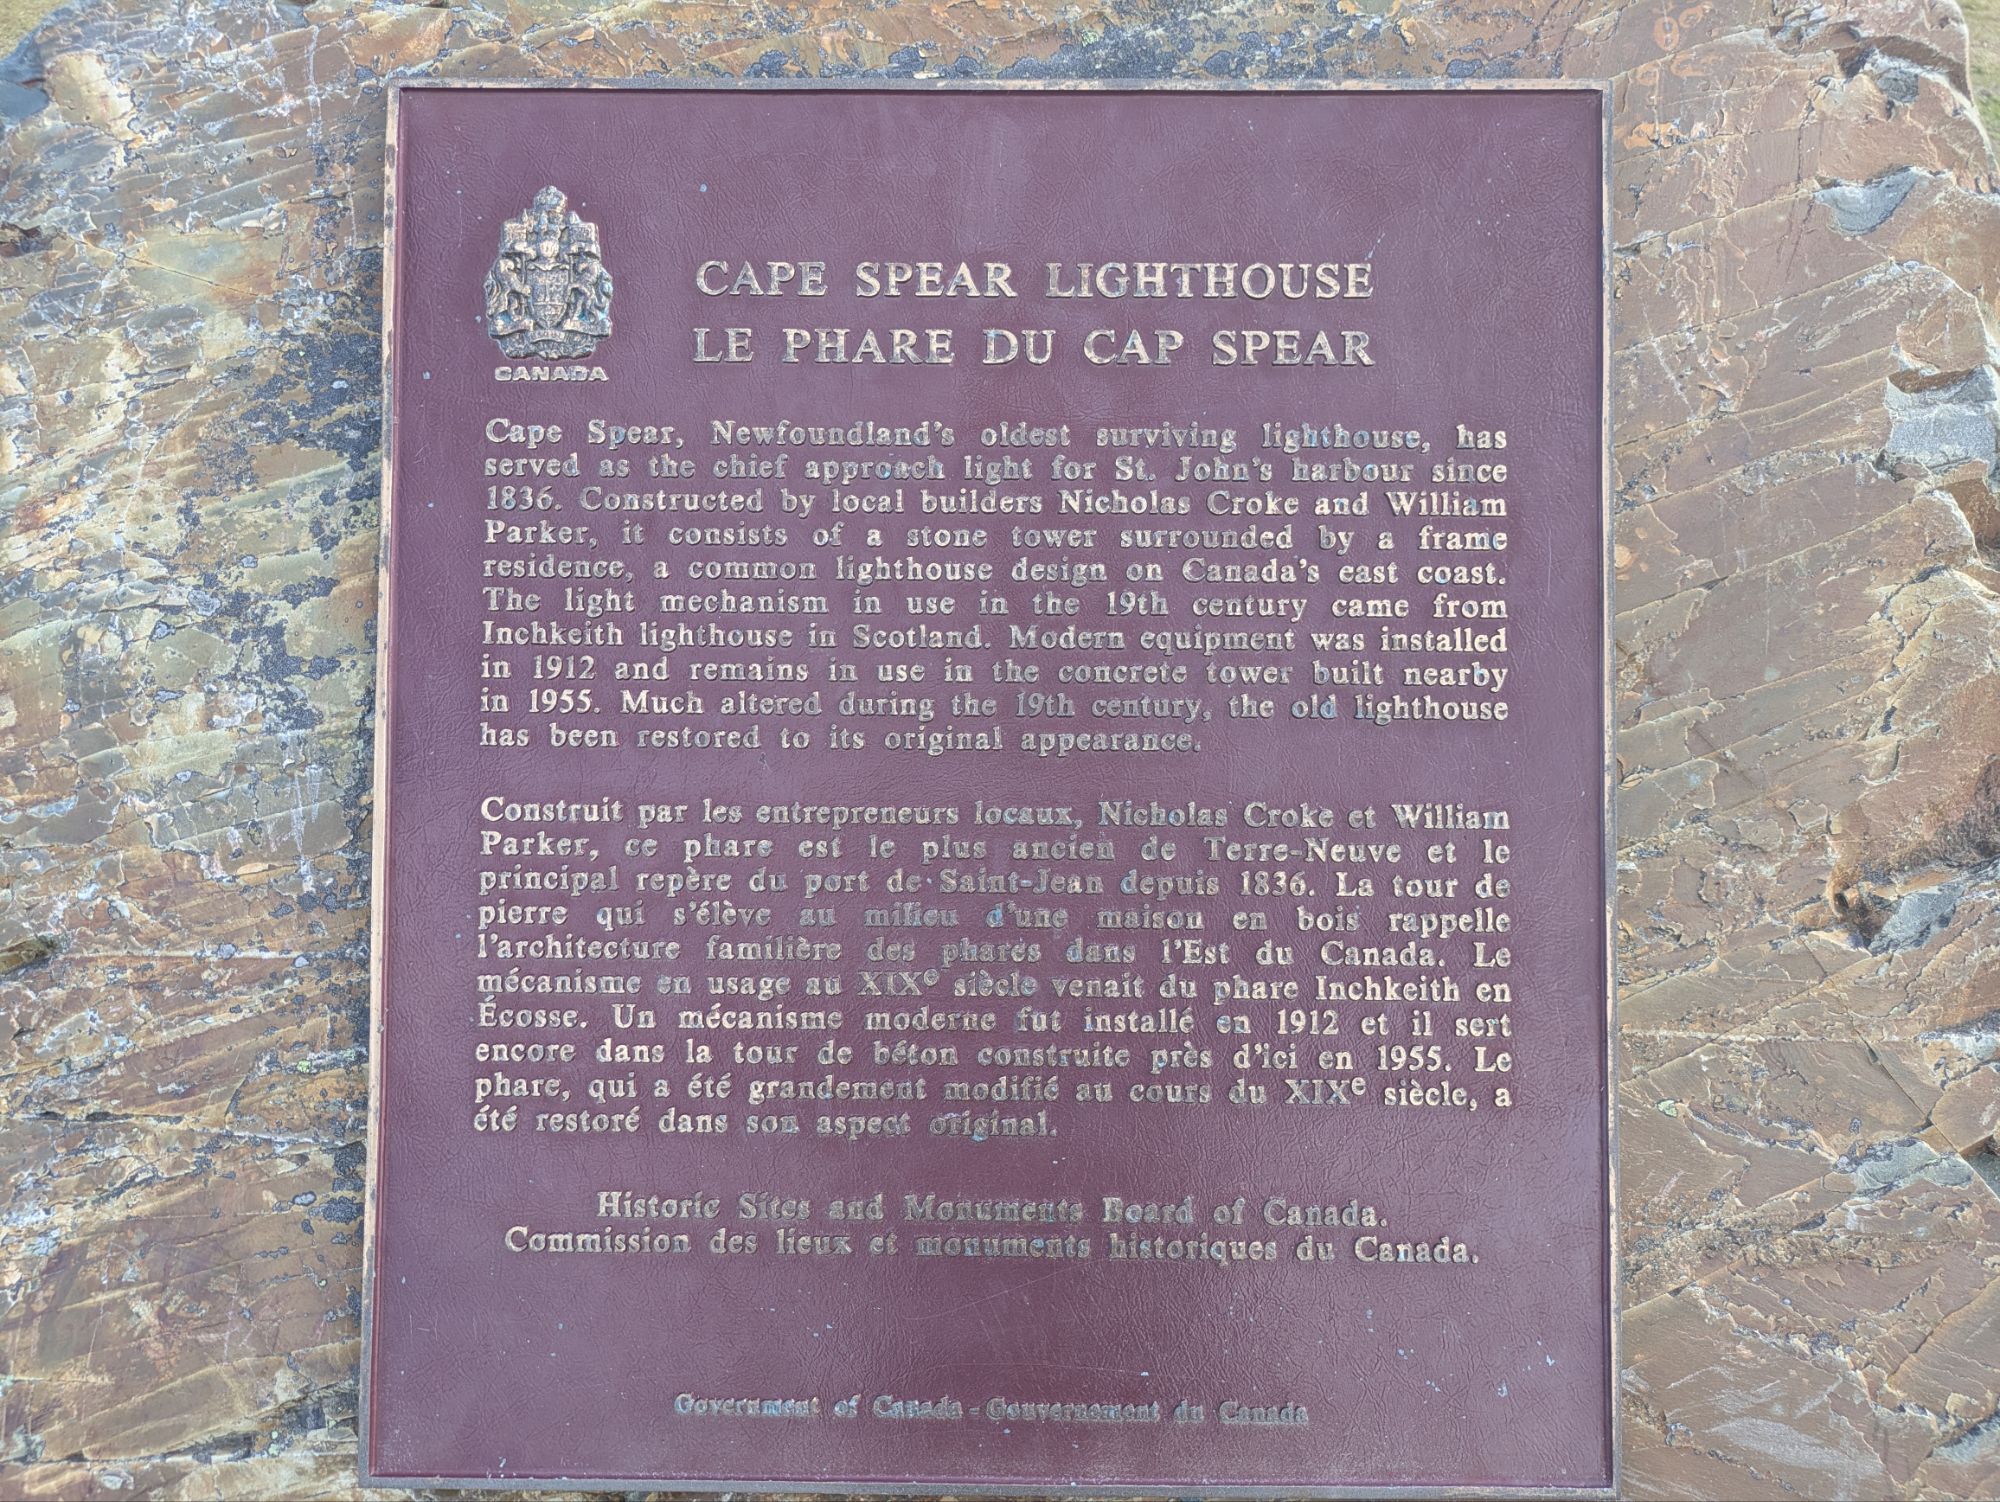 CANADA
CAPE SPEAR LIGHTHOUSE
LE PHARE DU CAP SPEAR
Cape Spear, Newfoundland's oldest surviving lighthouse, has
served as the chief approach light for St. John's harbour since
1836. Constructed by local builders Nicholas Croke and William
Parker, it consists of a stone tower surrounded by a frame
residence, a common lighthouse design on Canada's east coast.
The light mechanism in use in the 19th century came from
Inchkeith lighthouse in Scotland. Modern equipment was installed
in 1912 and remains in use in the concrete tower built nearby
in 1955. Much altered during the 19th century, the old lighthouse
has been restored to its original appearance.
Construit par les entrepreneurs locaux, Nicholas Croke et William
Parker, ce phare est le plus ancien de Terre-Neuve et le
principal repère du port de Saint-Jean depuis 1836. La tour de
pierre qui s'élève au milieu d'une maison en bois rappelle
l'architecture familière des phares dans l'Est du Canada. Le
mécanisme en usage au XIXe siècle venait du phare Inchkeith en
Écosse. Un mécanisme moderne fut installé en 1912 et il sert
encore dans la tour de béton construite près d'ici en 1955. Le
phare, qui a été grandement modifié au cours du XIXe siècle, a
été restoré dans son aspect original.
Historic Sites and Monuments Board of Canada.
Commission des lieux et monuments historiques du Canada.
Government of Canada - Gouvernement du Canada